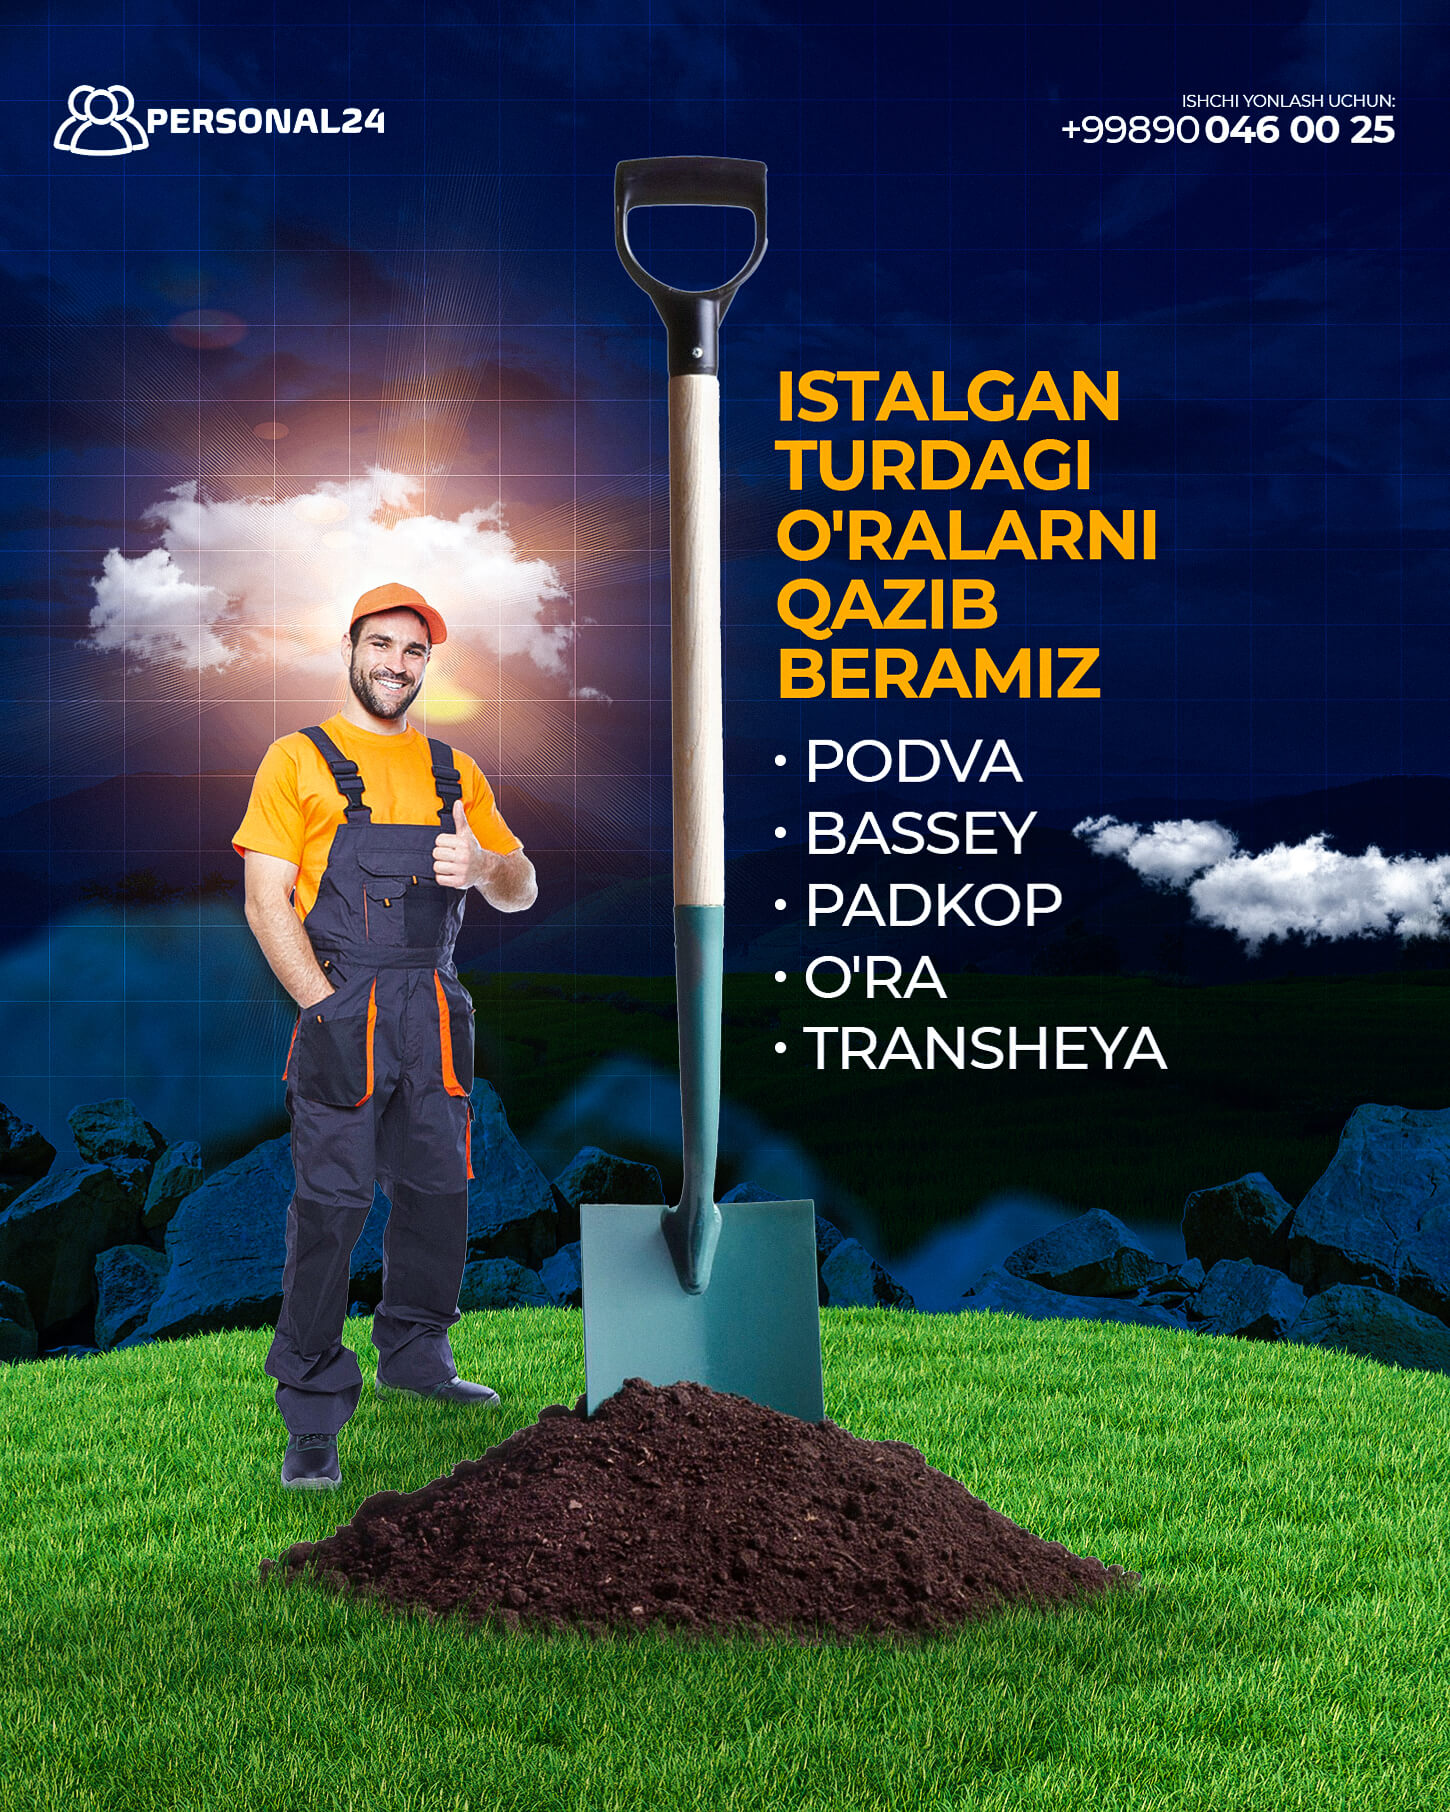 PERSONAL24
ISHCHI YONLASH UCHUN:
+99890 046 00 25
ISTALGAN
TURDAGI
O'RALARNI
QAZIB
BERAMIZ
• PODVA
• BASSEY
• PADKOP
• O'RA
• TRANSHEYA